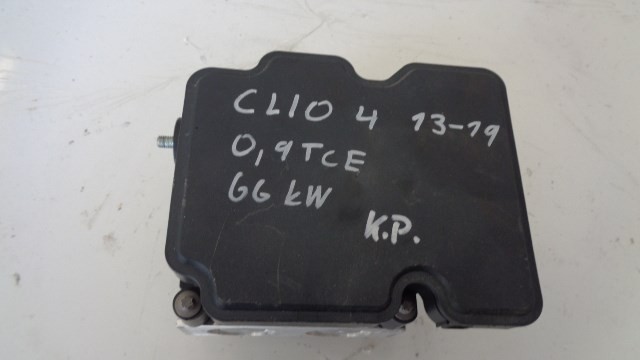 CLIO 4 13-19
0,9TCE
66 kW
K.P.